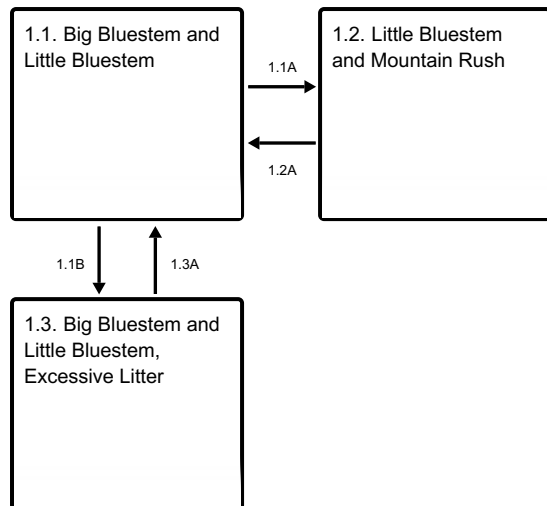 1.1. Big Bluestem and
Little Bluestem
1.2. Little Bluestem
and Mountain Rush
1.1A
1.2A
1.1B
1.3A
1.3. Big Bluestem and
Little Bluestem,
Excessive Litter